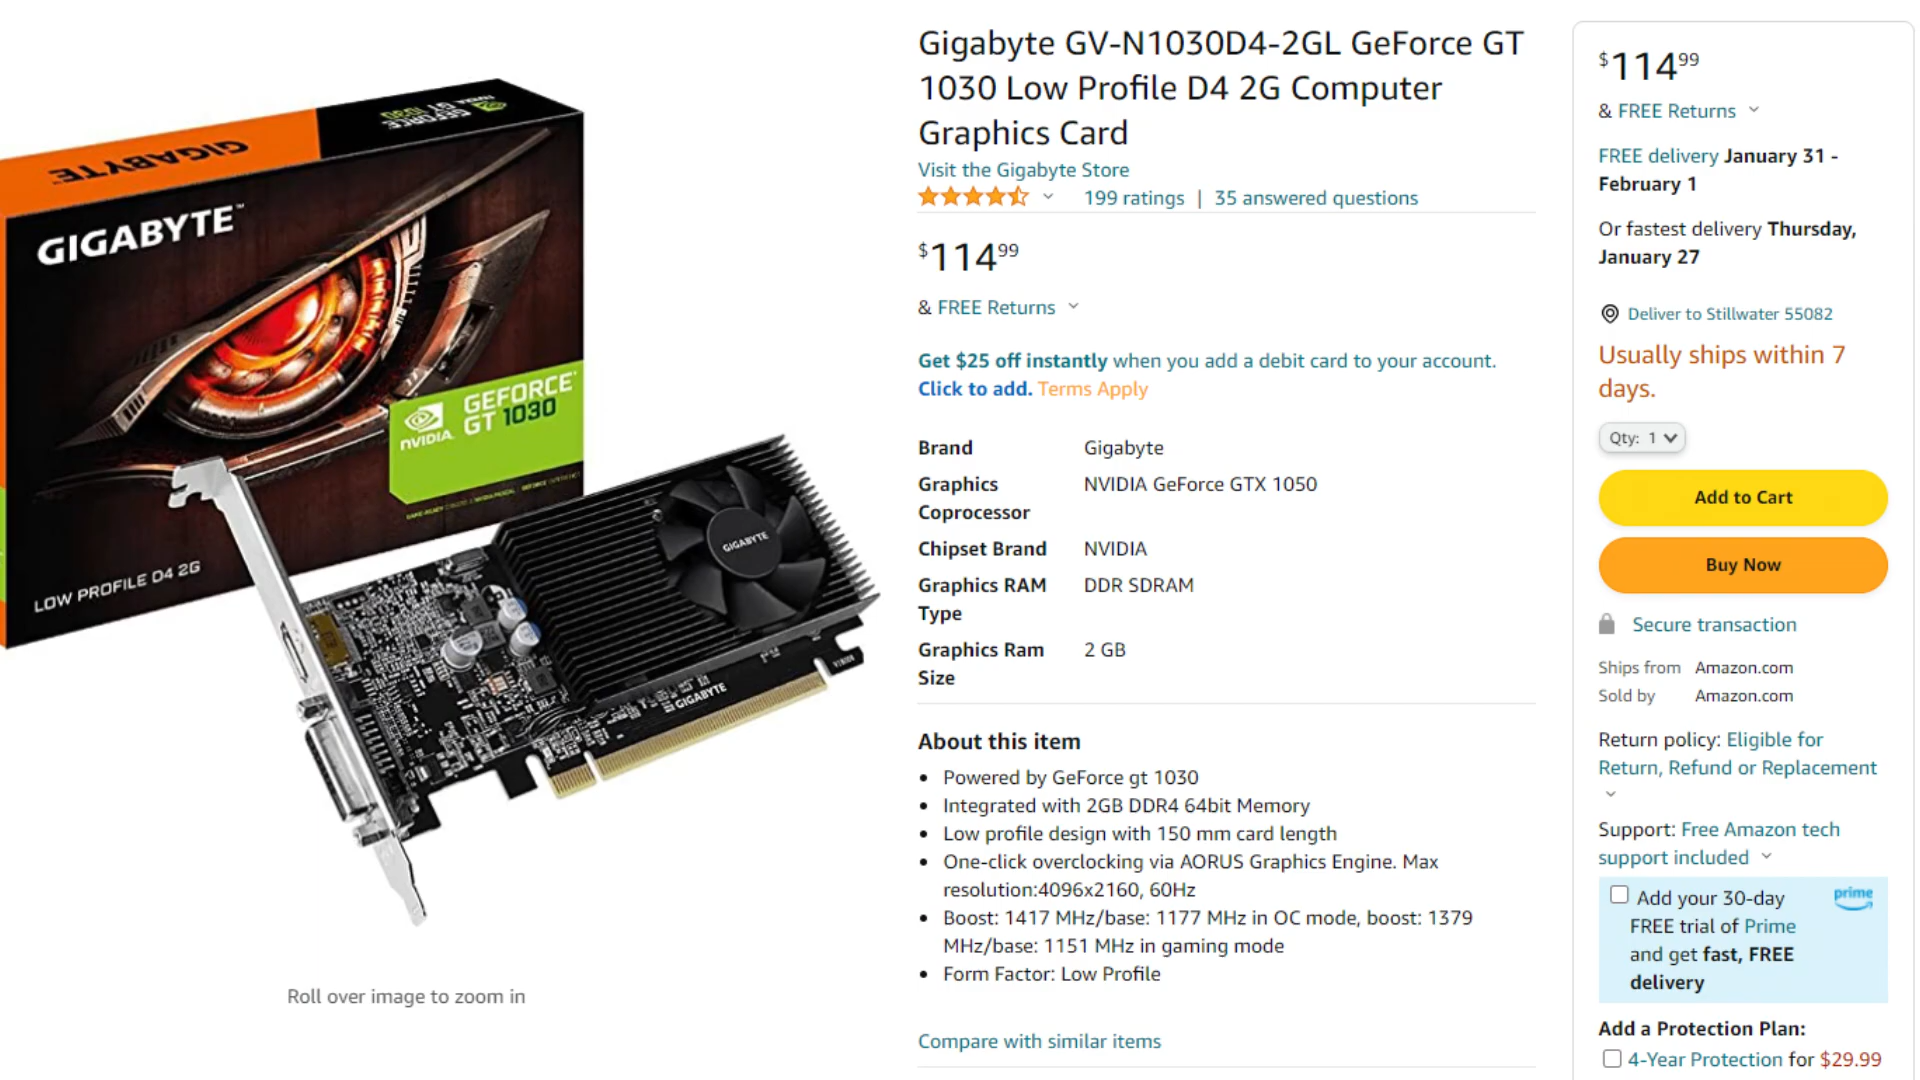 GIGABYTE
NVIDIA
GEFORCE
GT 1030
GIGABYTE™
NVIDIA.
GEFORCE
GT 1030
LOW PROFILE D4 2G
GIGABYTE
GIGABYTE
Roll over image to zoom in
Gigabyte GV-N1030D4-2GL GeForce GT
1030 Low Profile D4 2G Computer
Graphics Card
Visit the Gigabyte Store
199 ratings | 35 answered questions
$114 99
& FREE Returns
Get $25 off instantly when you add a debit card to your account.
Click to add. Terms Apply
Brand Gigabyte
Graphics NVIDIA GeForce GTX 1050
Coprocessor
Chipset Brand NVIDIA
Graphics RAM DDR SDRAM
Type
Graphics Ram 2 GB
Size
About this item
Powered by GeForce gt 1030
Integrated with 2GB DDR4 64bit Memory
Low profile design with 150 mm card length
One-click overclocking via AORUS Graphics Engine. Max
resolution:4096x2160, 60Hz
Boost: 1417 MHz/base: 1177 MHz in OC mode, boost: 1379
MHz/base: 1151 MHz in gaming mode
Form Factor: Low Profile
Compare with similar items
$114 99
& FREE Returns
FREE delivery January 31 -
February 1
Or fastest delivery Thursday,
January 27
Deliver to Stillwater 55082
Usually ships within 7
days.
Qty: 1
Add to Cart
Buy Now
Secure transaction
Ships from Amazon.com
Sold by Amazon.com
Return policy: Eligible for
Return, Refund or Replacement
Support: Free Amazon tech
support included
Add your 30-day prime
FREE trial of Prime
and get fast, FREE
delivery
Add a Protection Plan:
4-Year Protection for $29.99